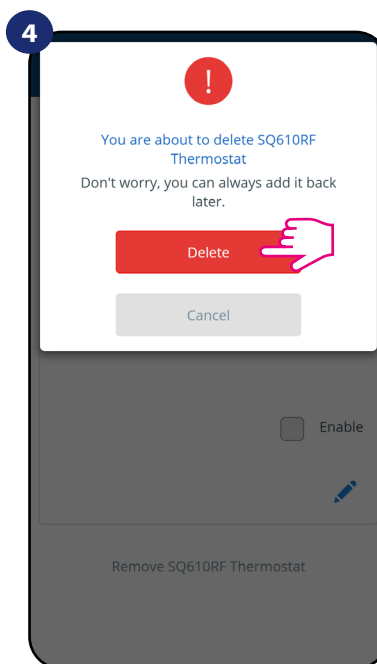 4
!
You are about to delete SQ610RF
Thermostat
Don't worry, you can always add it back
later.
Delete
Cancel
Enable
Remove SQ610RF Thermostat